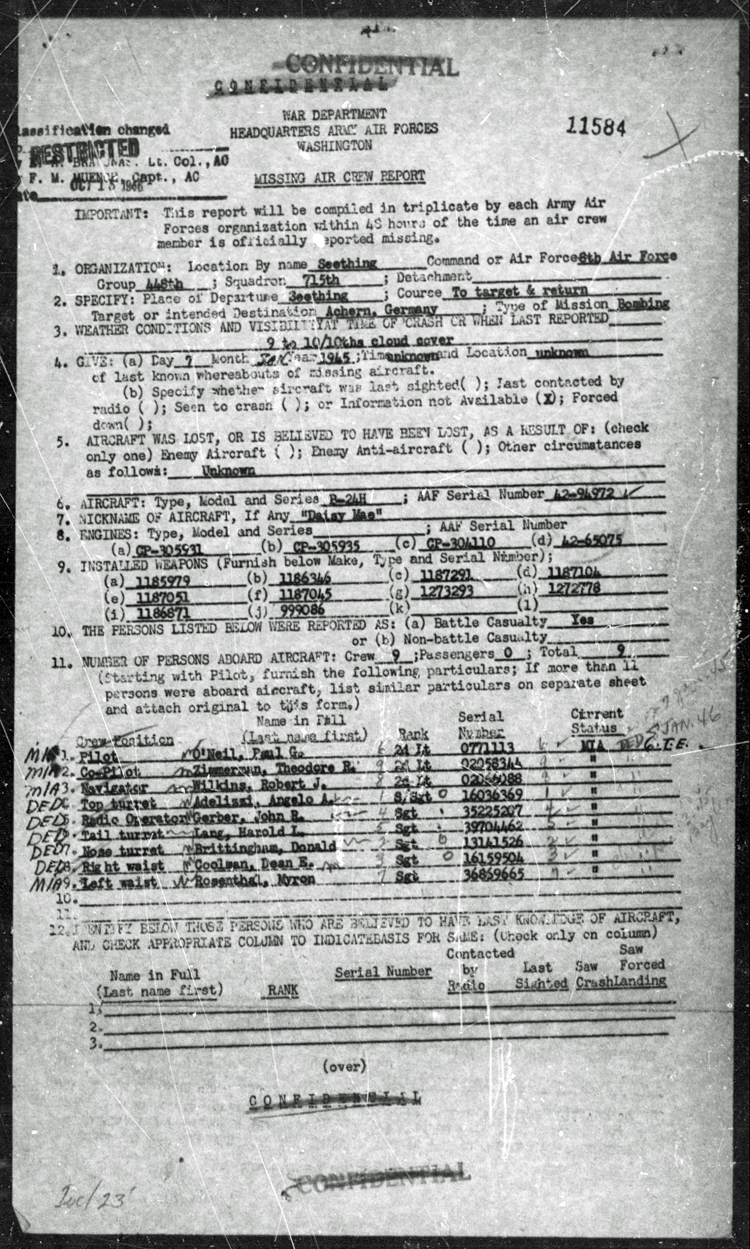 CONFIDENTIAL
CONFIDENTIAL
WAR DEPARTMENT
HEADQUARTERS ARMY AIR FORCES
WASHINGTON
11584
lassification changed
RESTRICTED
Lt. Col., AC
F. M. Capt., AC
OCT
MISSING AIR CREW REPORT
IMPORTANT: This report will be compiled in triplicate by each Army Air
Forces organization within 48 hours of the time an air crew
member is officially reported missing.
1. ORGANIZATION: Location By name Seething Command or Air Force 8th Air Force
Group 448th ; Squadron 715th ; Detachment
2. SPECIFY: Place of Departure Seething ; Cource To target & return
Target or intended Destination Achern, Germany ; Type of Mission Bombing
3. WEATHER CONDITIONS AND VISIBILITY AT TIME OF CRASH OR WHEN LAST REPORTED
9 to 10/10ths cloud cover
4. GIVE: (a) Day 7 Month Jan Year 1945 ; Time unknown and Location unknown
of last known whereabouts of missing aircraft.
(b) Specify whether aircraft was last sighted( ); Last contacted by
radio ( ); Seen to crash ( ); or Information not Available (X); Forced
down( );
5. AIRCRAFT WAS LOST, OR IS BELIEVED TO HAVE BEEN LOST, AS A RESULT OF: (check
only one) Enemy Aircraft ( ); Enemy Anti-aircraft ( ); Other circumstances
as follows: Unknown
6. AIRCRAFT: Type, Model and Series B-24H ; AAF Serial Number 42-94972 ✓
7. NICKNAME OF AIRCRAFT, If Any "Daisy Mae"
8. ENGINES: Type, Model and Series ; AAF Serial Number
(a) CP-305931 (b) CP-305935 (c) CP-304110 (d) 42-65075
9. INSTALLED WEAPONS (Furnish below Make, Type and Serial Number);
(a) 1185979 (b) 1186346 (c) 1187291 (d) 1187104
(e) 1187051 (f) 1187045 (g) 1273293 (h) 1272778
(i) 1186871 (j) 999086 (k) (l)
10. THE PERSONS LISTED BELOW WERE REPORTED AS: (a) Battle Casualty Yes
or (b) Non-battle Casualty
11. NUMBER OF PERSONS ABOARD AIRCRAFT: Crew 9 ;Passengers 0 ; Total 9
(Starting with Pilot, furnish the following particulars; If more than 11
persons were aboard aircraft, list similar particulars on separate sheet
and attach original to this form.)
Name in Full Serial Current
Crew Position (Last name first) Rank Number Status
JAN. 46
MIA 1. Pilot O'Neil, Paul G. 2d Lt 0771113 MIA
MIA 2. Co-Pilot Zimmerman, Theodore R. 2d Lt 02058344 "
MIA 3. Navigator Wilkins, Robert J. 2d Lt "
DED 4. Top turret Adelizzi, Angelo A. S/Sgt 16036369 "
DED 5. Radio Operator Gerber, John R. Sgt 35225207 "
DED 6. Tail turret Lang, Harold L. Sgt 39704462 "
DED 7. Nose turret Brittingham, Donald Sgt 13141526 "
DED 8. Right waist Coolman, Dean E. Sgt 16159504 "
MIA 9. Left waist Rosenthal, Myron Sgt 36869665 "
10.
11.
12. IDENTIFY BELOW THOSE PERSONS WHO ARE BELIEVED TO HAVE LAST KNOWLEDGE OF AIRCRAFT,
AND CHECK APPROPRIATE COLUMN TO INDICATEBASIS FOR SAME: (Check only on column)
Contacted Saw
Name in Full Serial Number by Last Saw Forced
(Last name first) RANK Radio Sighted Crash Landing
1.
2.
3.
(over)
CONFIDENTIAL
CONFIDENTIAL